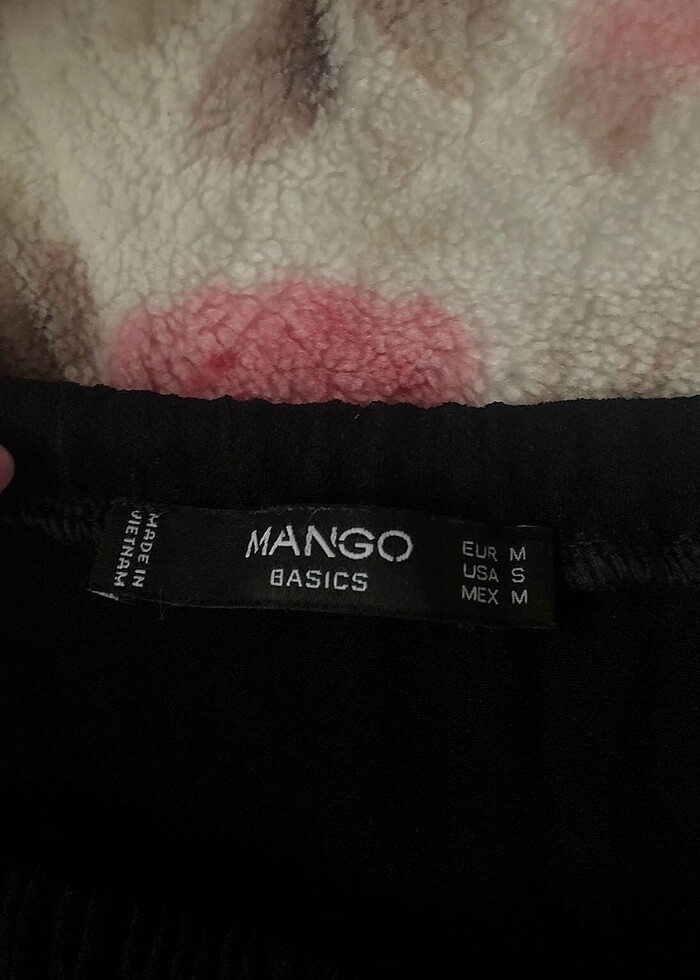 MADE IN
VIETNAM
MANGO
BASICS
EUR M
USA S
MEX M